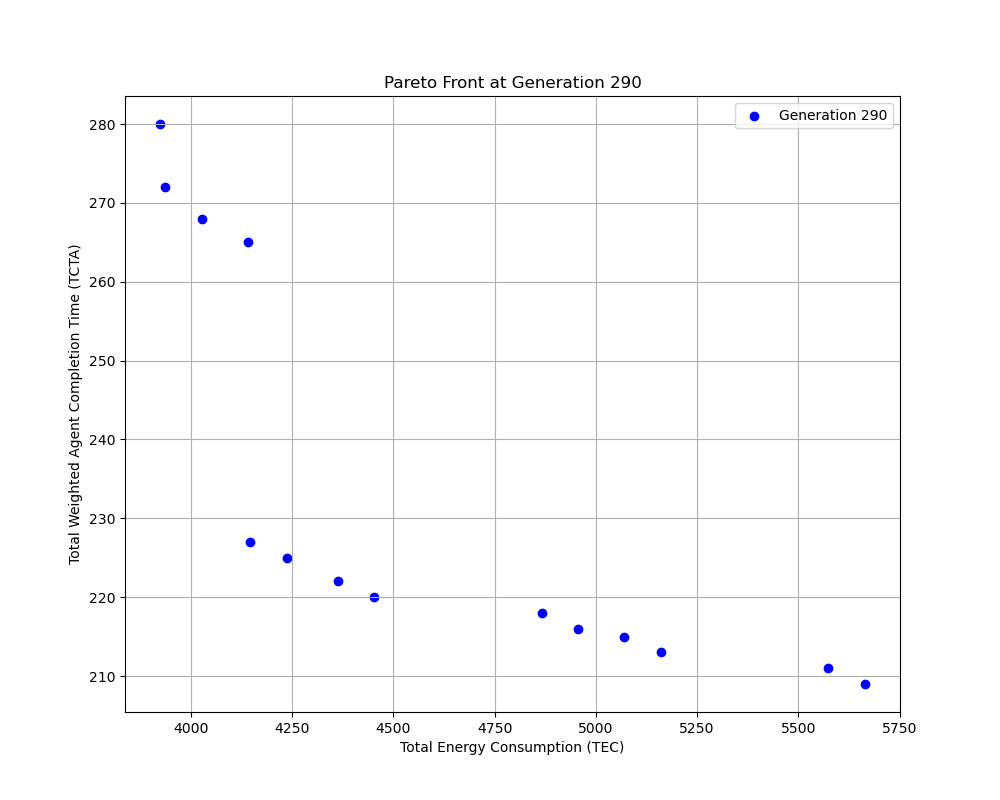 Pareto Front at Generation 290
Generation 290
Total Weighted Agent Completion Time (TCTA)
280
270
260
250
240
230
220
210
4000 4250 4500 4750 5000 5250 5500 5750
Total Energy Consumption (TEC)